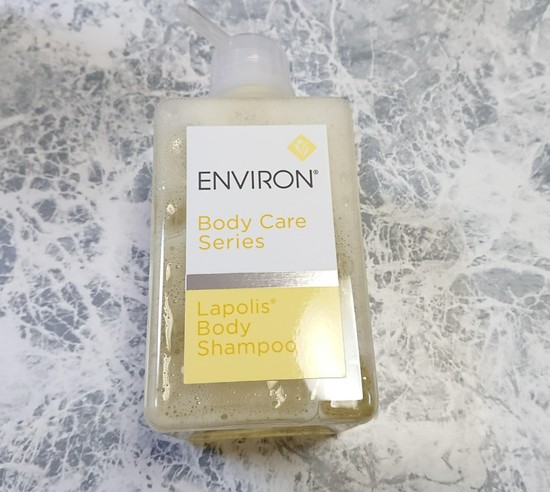 ENVIRON®
Body Care
Series
Lapolis®
Body
Shampoo